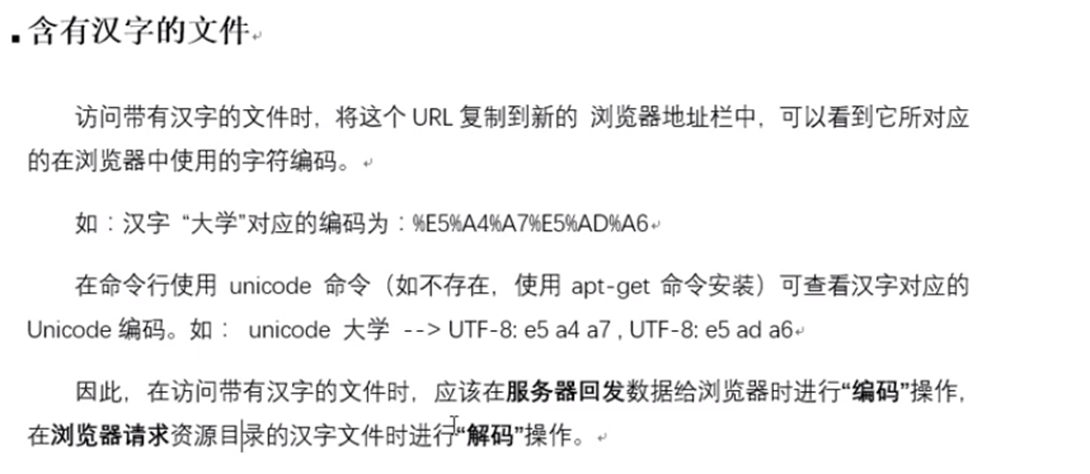 含有汉字的文件
访问带有汉字的文件时，将这个 URL 复制到新的 浏览器地址栏中，可以看到它所对应
的在浏览器中使用的字符编码。
如：汉字 “大学”对应的编码为：%E5%A4%A7%E5%AD%A6
在命令行使用 unicode 命令（如不存在，使用 apt-get 命令安装）可查看汉字对应的
Unicode 编码。如： unicode 大学 --> UTF-8: e5 a4 a7 , UTF-8: e5 ad a6
因此，在访问带有汉字的文件时，应该在服务器回发数据给浏览器时进行“编码”操作，
在浏览器请求资源目录的汉字文件时进行“解码”操作。